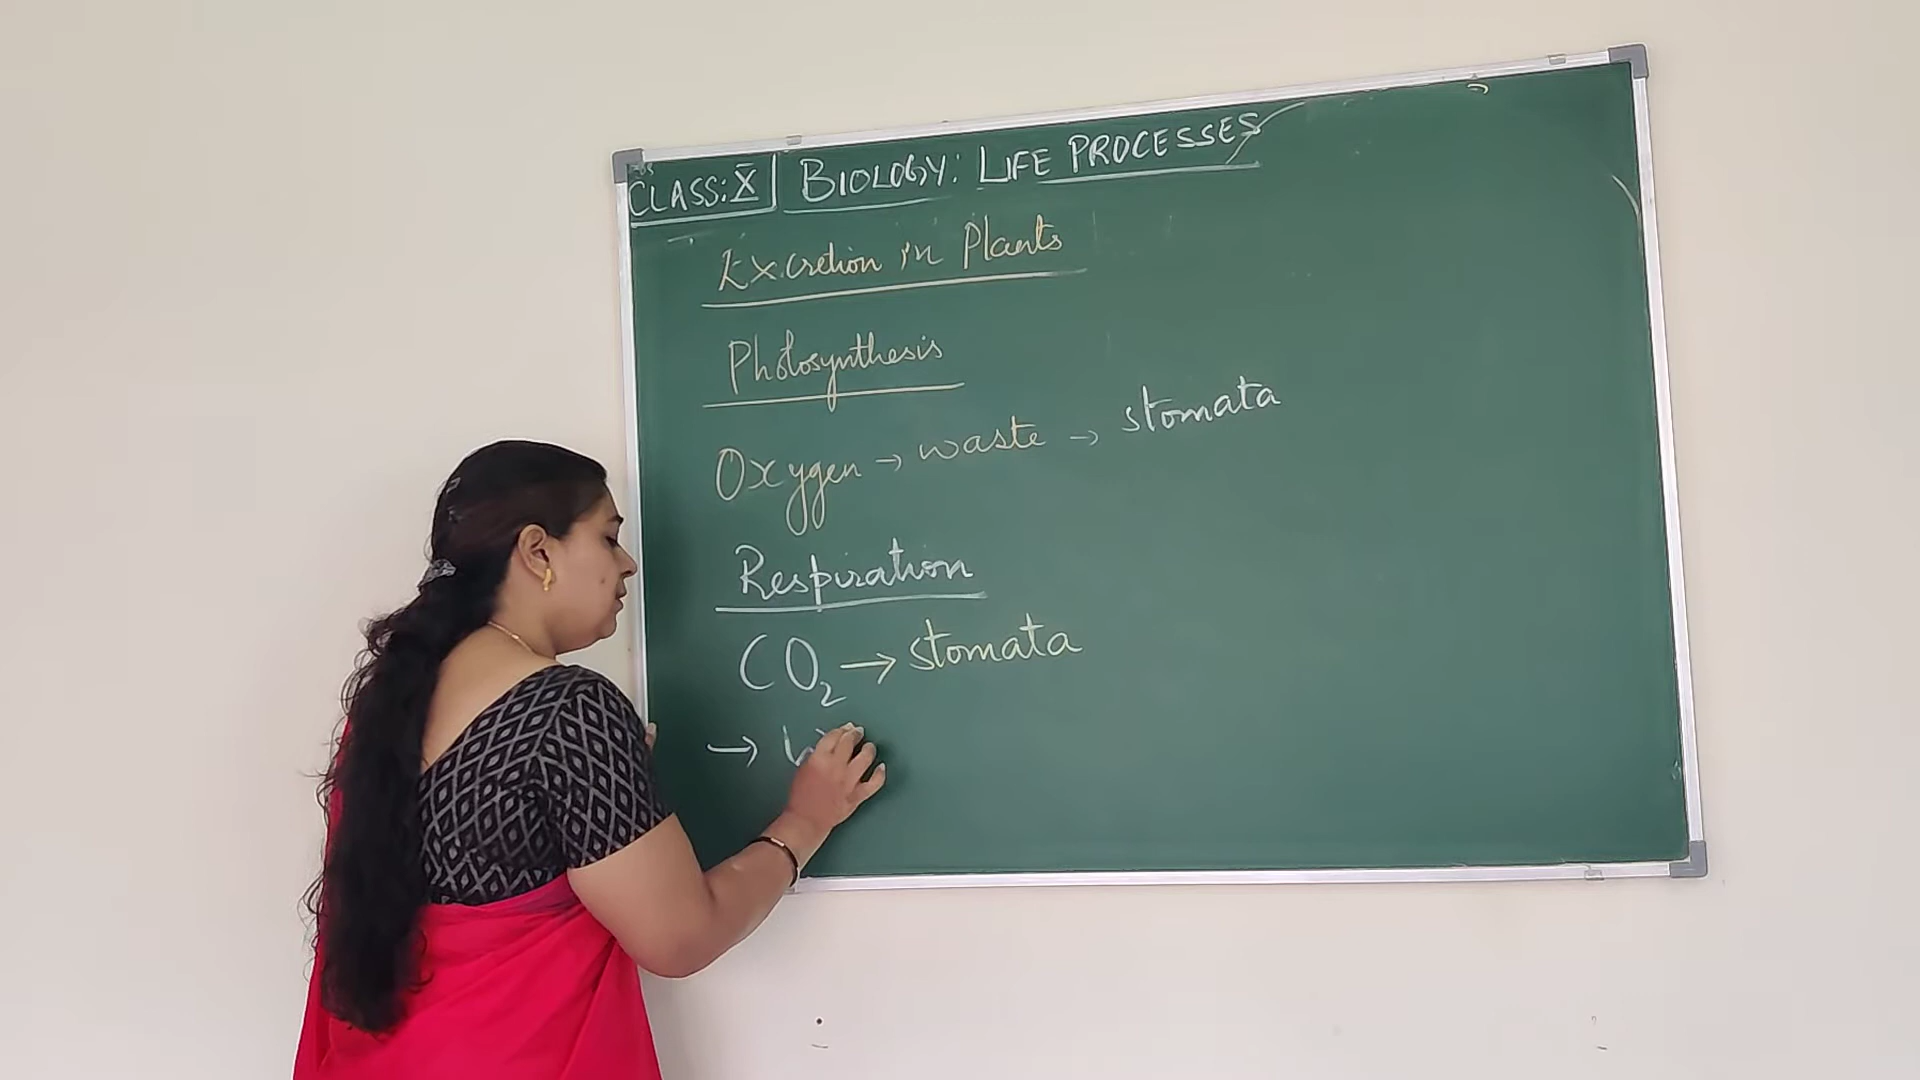 CLASS: X BIOLOGY: LIFE PROCESSES
Excretion in Plants
Photosynthesis
Oxygen → waste → stomata
Respiration
CO₂ → stomata
→